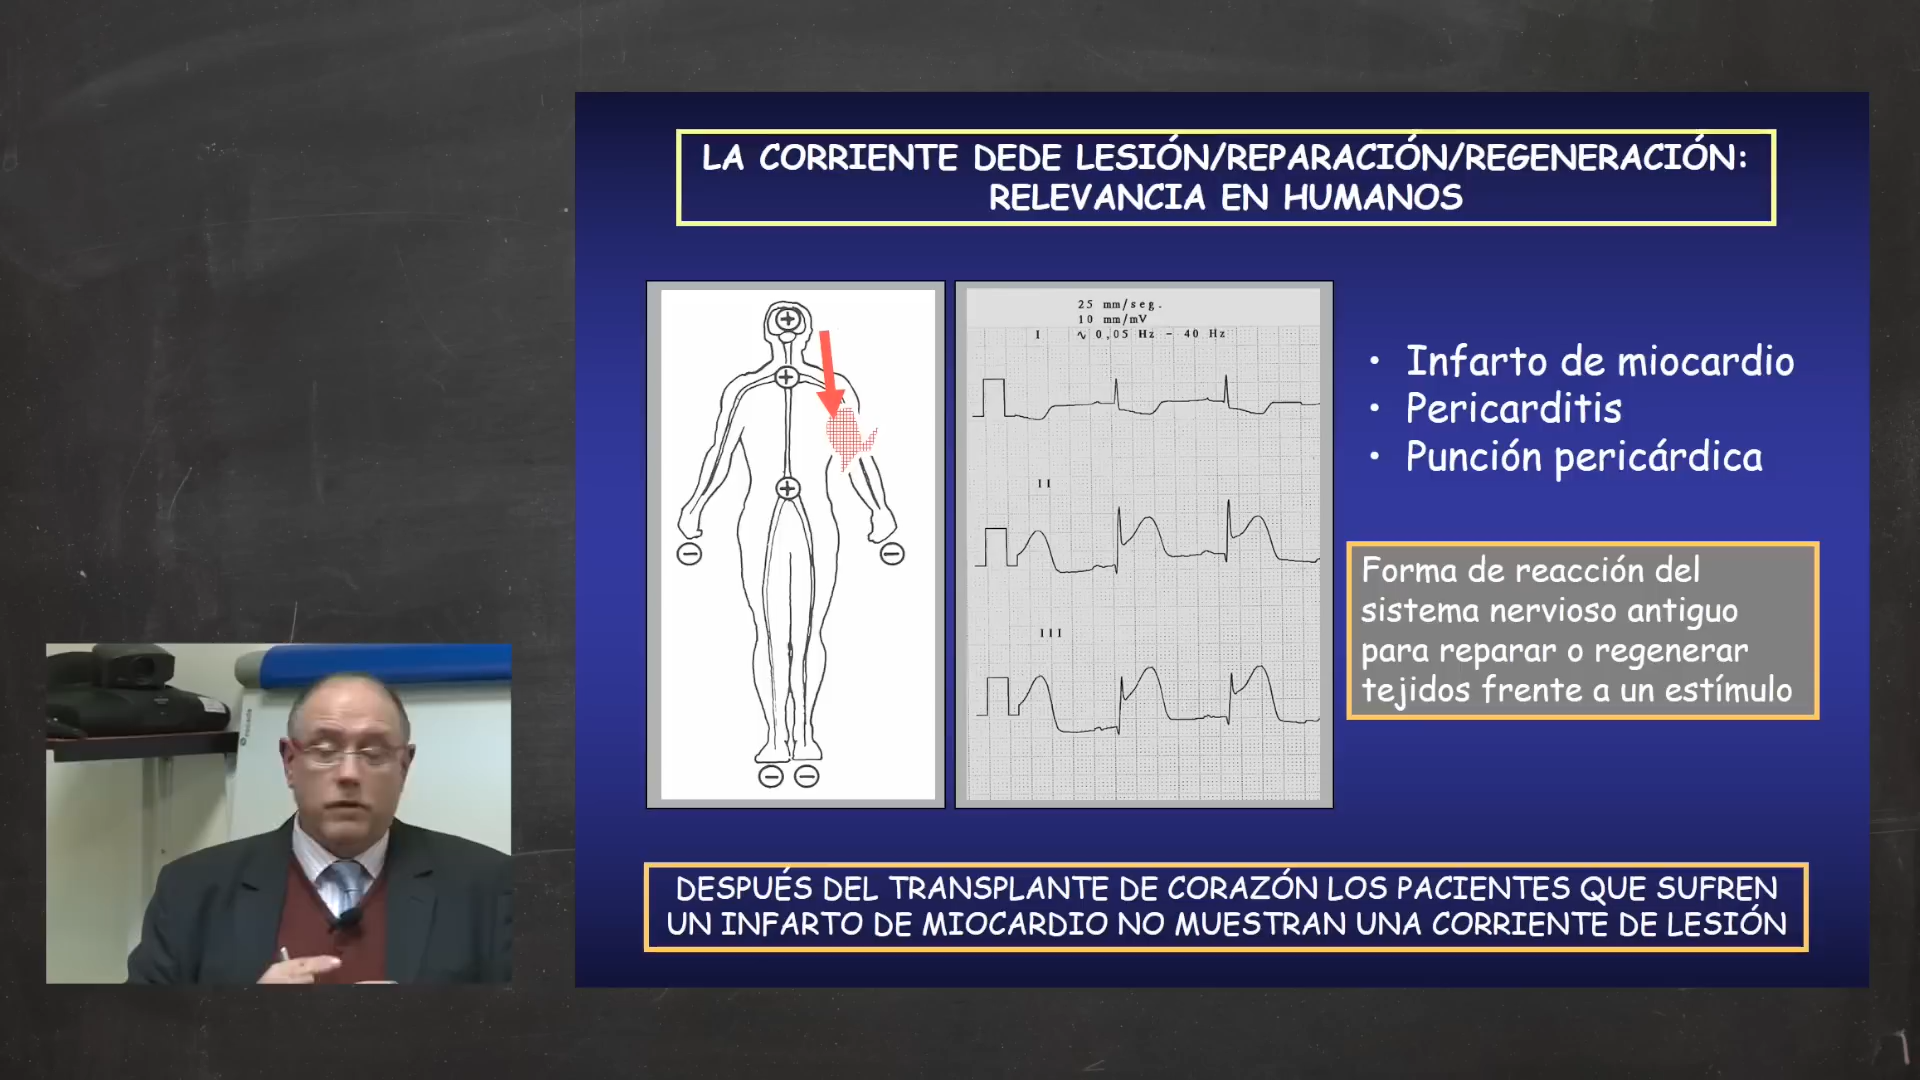 LA CORRIENTE DEDE LESIÓN/REPARACIÓN/REGENERACIÓN:
RELEVANCIA EN HUMANOS
+
+
+
−
−
−
−
25 mm/seg.
10 mm/mV
I ∿ 0,05 Hz - 40 Hz
II
III
• Infarto de miocardio
• Pericarditis
• Punción pericárdica
Forma de reacción del
sistema nervioso antiguo
para reparar o regenerar
tejidos frente a un estímulo
DESPUÉS DEL TRANSPLANTE DE CORAZÓN LOS PACIENTES QUE SUFREN
UN INFARTO DE MIOCARDIO NO MUESTRAN UNA CORRIENTE DE LESIÓN